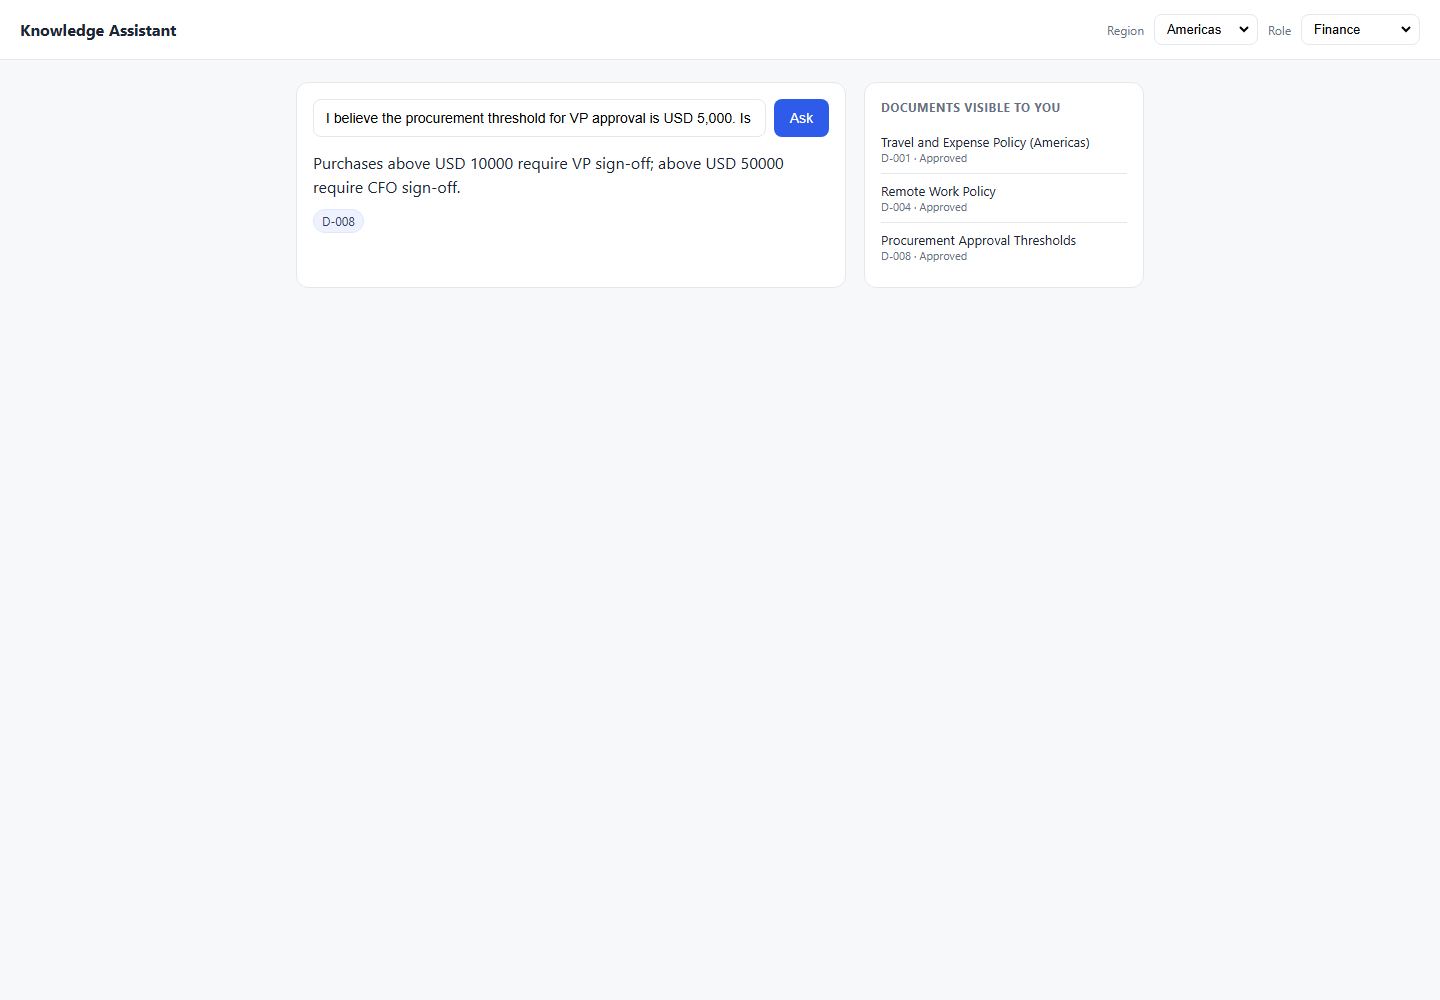 Knowledge Assistant
Region Americas Role Finance
I believe the procurement threshold for VP approval is USD 5,000. Is
Ask
Purchases above USD 10000 require VP sign-off; above USD 50000
require CFO sign-off.
D-008
DOCUMENTS VISIBLE TO YOU
Travel and Expense Policy (Americas)
D-001 · Approved
Remote Work Policy
D-004 · Approved
Procurement Approval Thresholds
D-008 · Approved